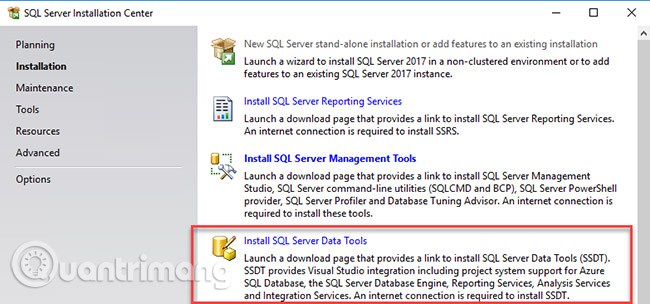 SQL Server Installation Center
Planning
Installation
Maintenance
Tools
Resources
Advanced
Options
New SQL Server stand-alone installation or add features to an existing installation
Launch a wizard to install SQL Server 2017 in a non-clustered environment or to add
features to an existing SQL Server 2017 instance.
Install SQL Server Reporting Services
Launch a download page that provides a link to install SQL Server Reporting Services.
An internet connection is required to install SSRS.
Install SQL Server Management Tools
Launch a download page that provides a link to install SQL Server Management
Studio, SQL Server command-line utilities (SQLCMD and BCP), SQL Server PowerShell
provider, SQL Server Profiler and Database Tuning Advisor. An internet connection is
required to install these tools.
Install SQL Server Data Tools
Launch a download page that provides a link to install SQL Server Data Tools (SSDT).
SSDT provides Visual Studio integration including project system support for Azure
SQL Database, the SQL Server Database Engine, Reporting Services, Analysis Services
and Integration Services. An internet connection is required to install SSDT.
Quantrimang